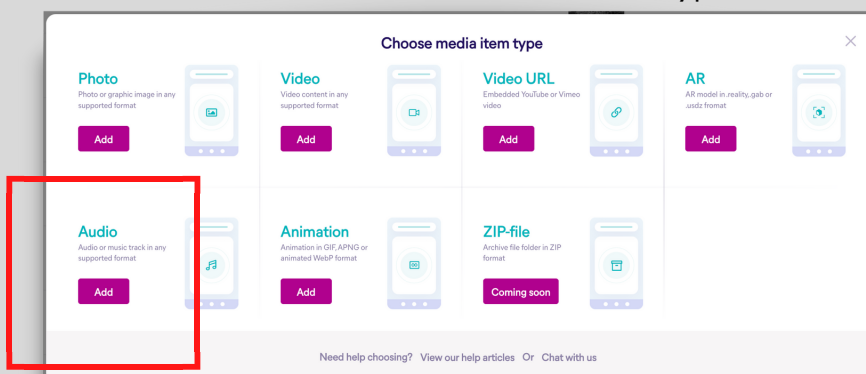 Choose media item type
Photo
Photo or graphic image in any
supported format
Add
Video
Video content in any
supported format
Add
Video URL
Embedded YouTube or Vimeo
video
Add
AR
AR model in .reality,.gab or
.usdz fromat
Add
Audio
Audio or music track in any
supported format
Add
Animation
Animation in GIF, APNG or
animated WebP format
Add
ZIP-file
Archive file folder in ZIP
format
Coming soon
Need help choosing? View our help articles Or Chat with us